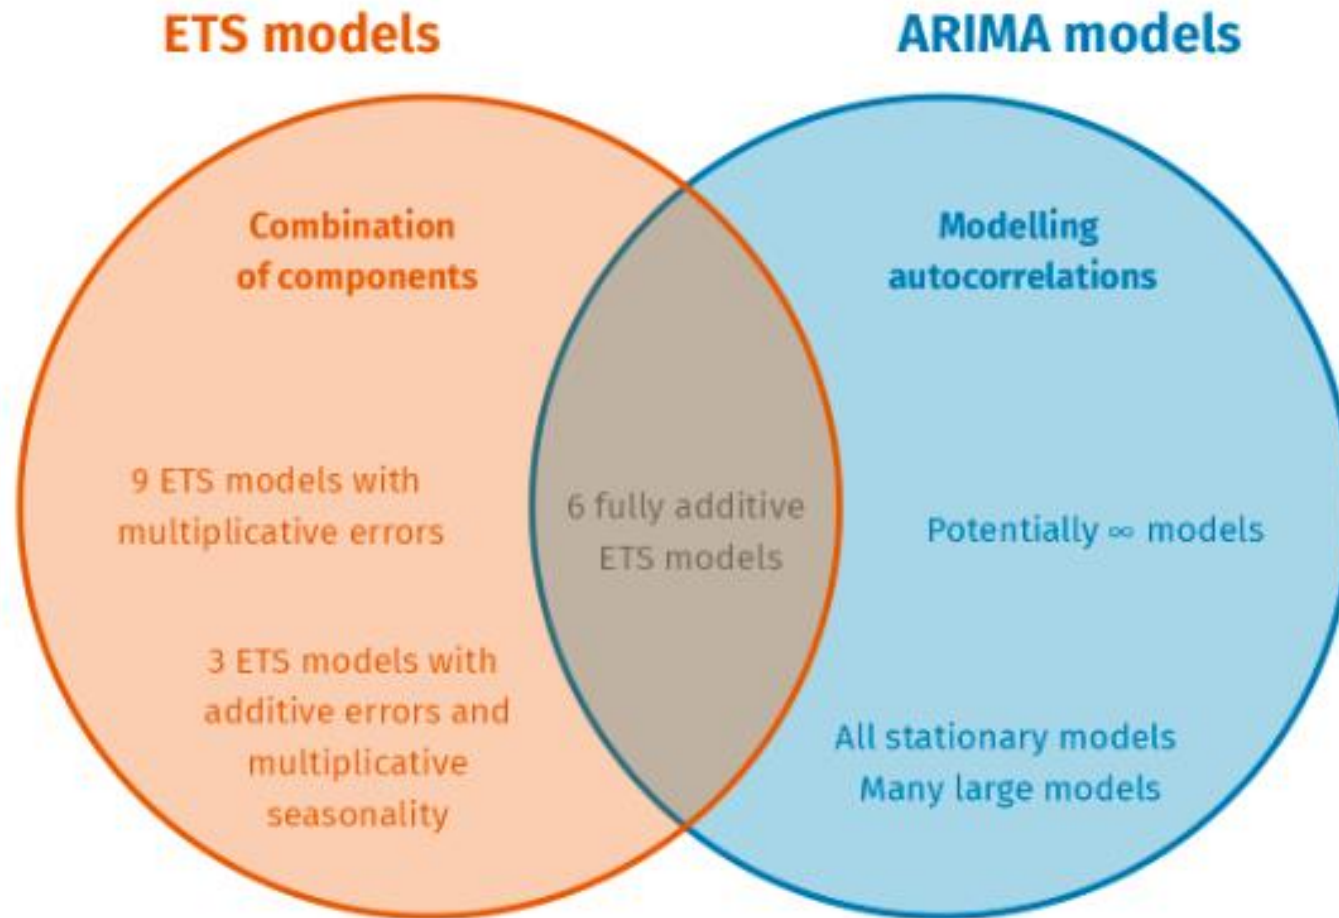 ETS models
ARIMA models
Combination
of components
Modelling
autocorrelations
9 ETS models with
multiplicative errors
6 fully additive
ETS models
Potentially ∞ models
3 ETS models with
additive errors and
multiplicative
seasonality
All stationary models
Many large models